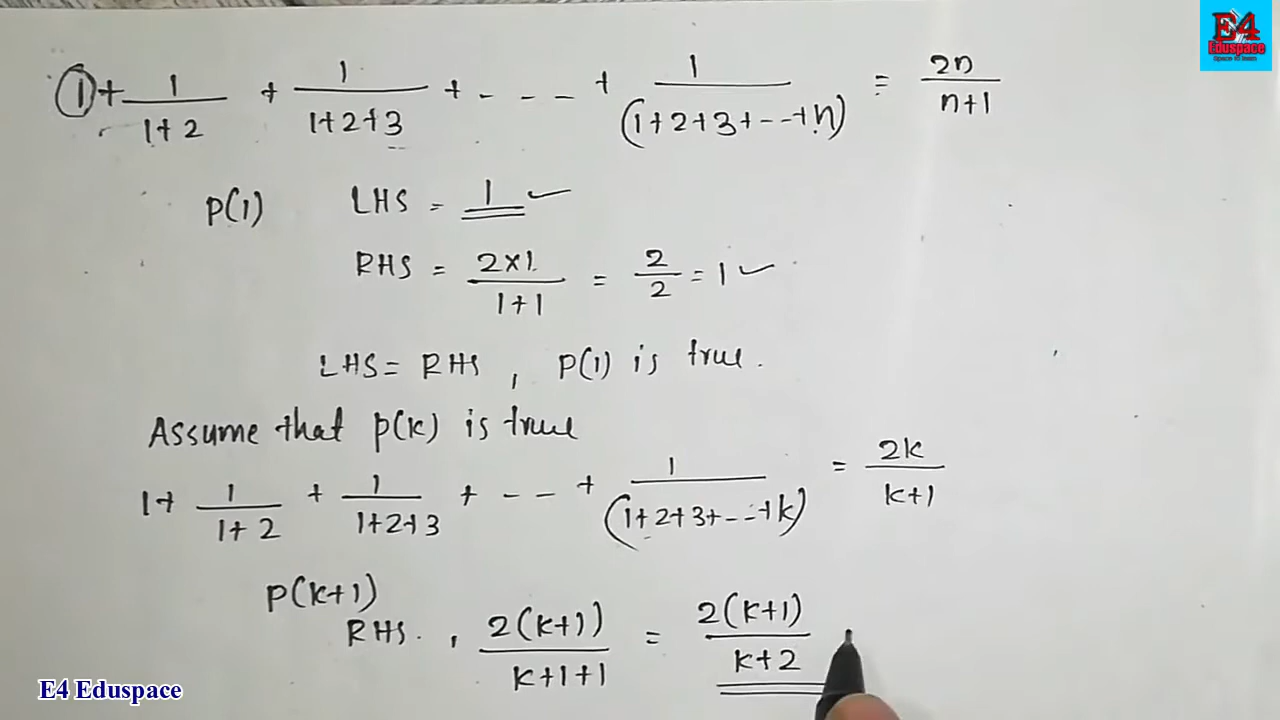 E4
Eduspace
1 + 1/(1+2) + 1/(1+2+3) + - - - + 1/(1+2+3+--+n) = 2n/(n+1)
P(1) LHS = 1 ✓
RHS = (2×1)/(1+1) = 2/2 = 1 ✓
LHS = RHS , P(1) is true.
Assume that P(k) is true
1+ 1/(1+2) + 1/(1+2+3) + - - - + 1/(1+2+3+--+k) = 2k/(k+1)
P(k+1)
RHS. , 2(k+1)/(k+1+1) = 2(k+1)/(k+2)
E4 Eduspace